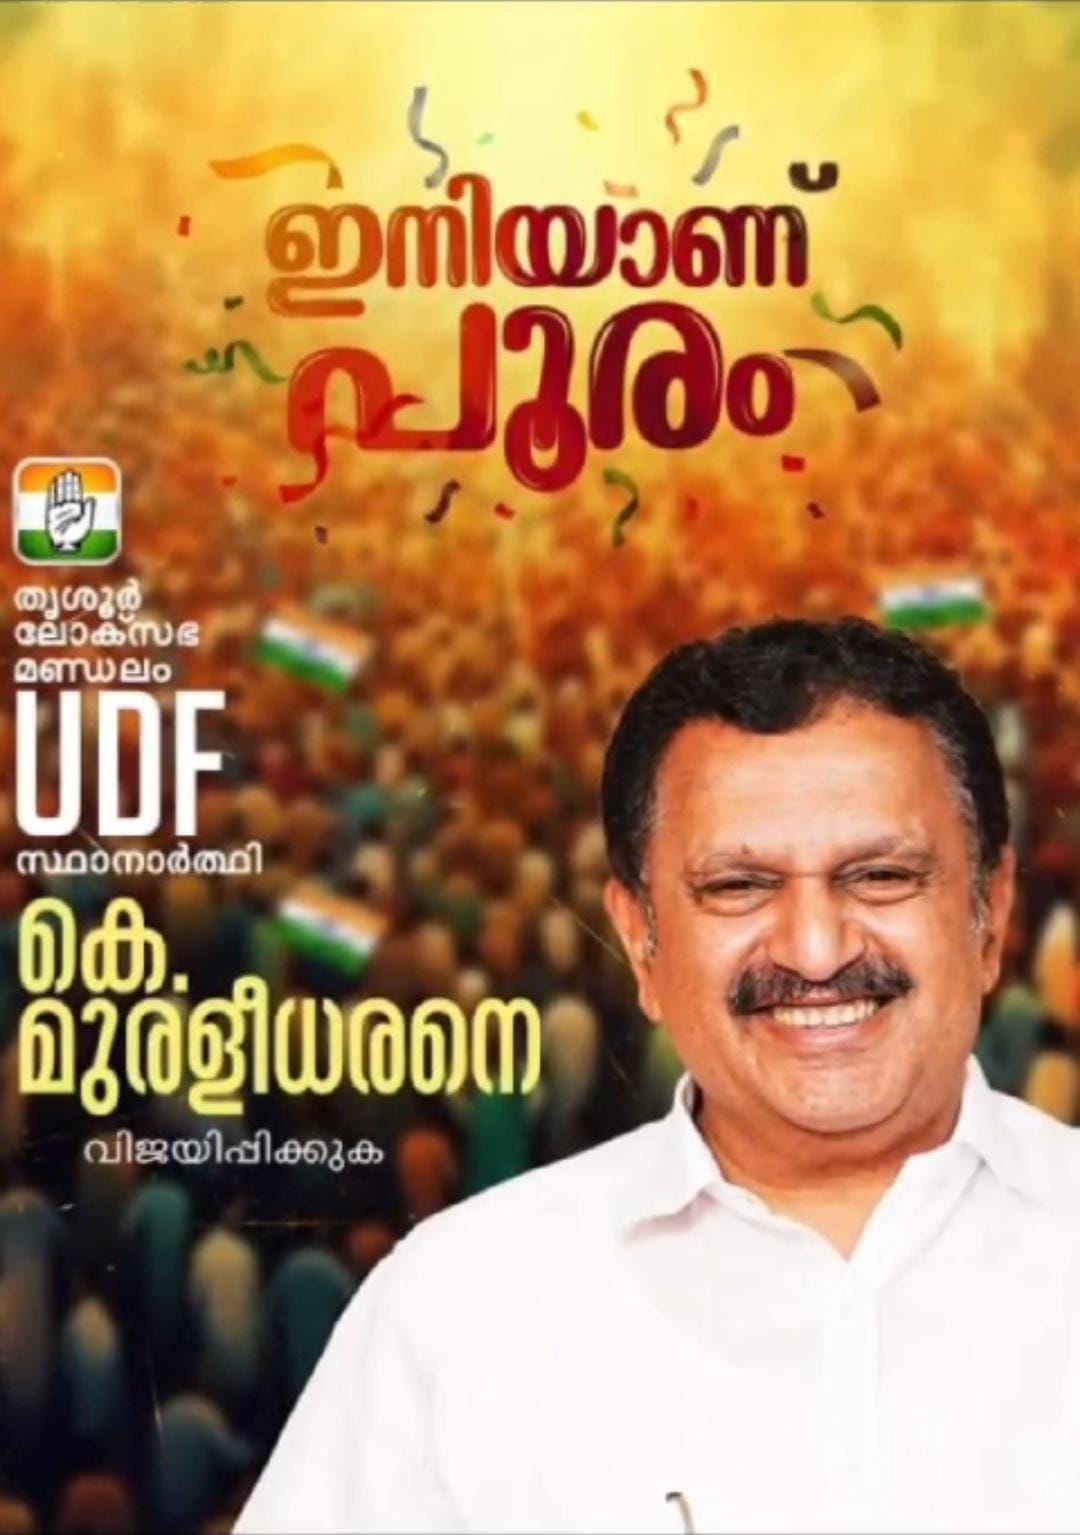 ഇനിയാണ്
പൂരം
തൃശൂർ
ലോക്സഭ
മണ്ഡലം
UDF
സ്ഥാനാർത്ഥി
കെ.
മുരളീധരനെ
വിജയിപ്പിക്കുക